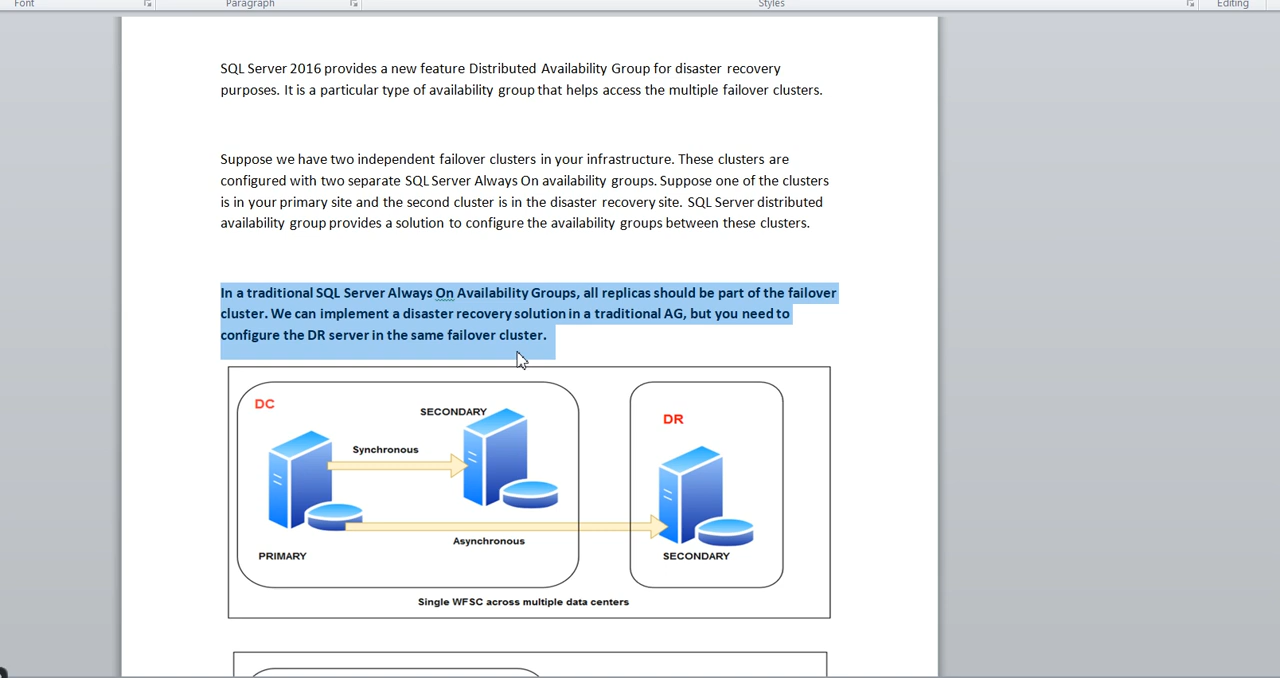 Font Paragraph Styles Editing
SQL Server 2016 provides a new feature Distributed Availability Group for disaster recovery
purposes. It is a particular type of availability group that helps access the multiple failover clusters.
Suppose we have two independent failover clusters in your infrastructure. These clusters are
configured with two separate SQL Server Always On availability groups. Suppose one of the clusters
is in your primary site and the second cluster is in the disaster recovery site. SQL Server distributed
availability group provides a solution to configure the availability groups between these clusters.
In a traditional SQL Server Always On Availability Groups, all replicas should be part of the failover
cluster. We can implement a disaster recovery solution in a traditional AG, but you need to
configure the DR server in the same failover cluster.
DC
SECONDARY
DR
Synchronous
Asynchronous
PRIMARY
SECONDARY
Single WFSC across multiple data centers